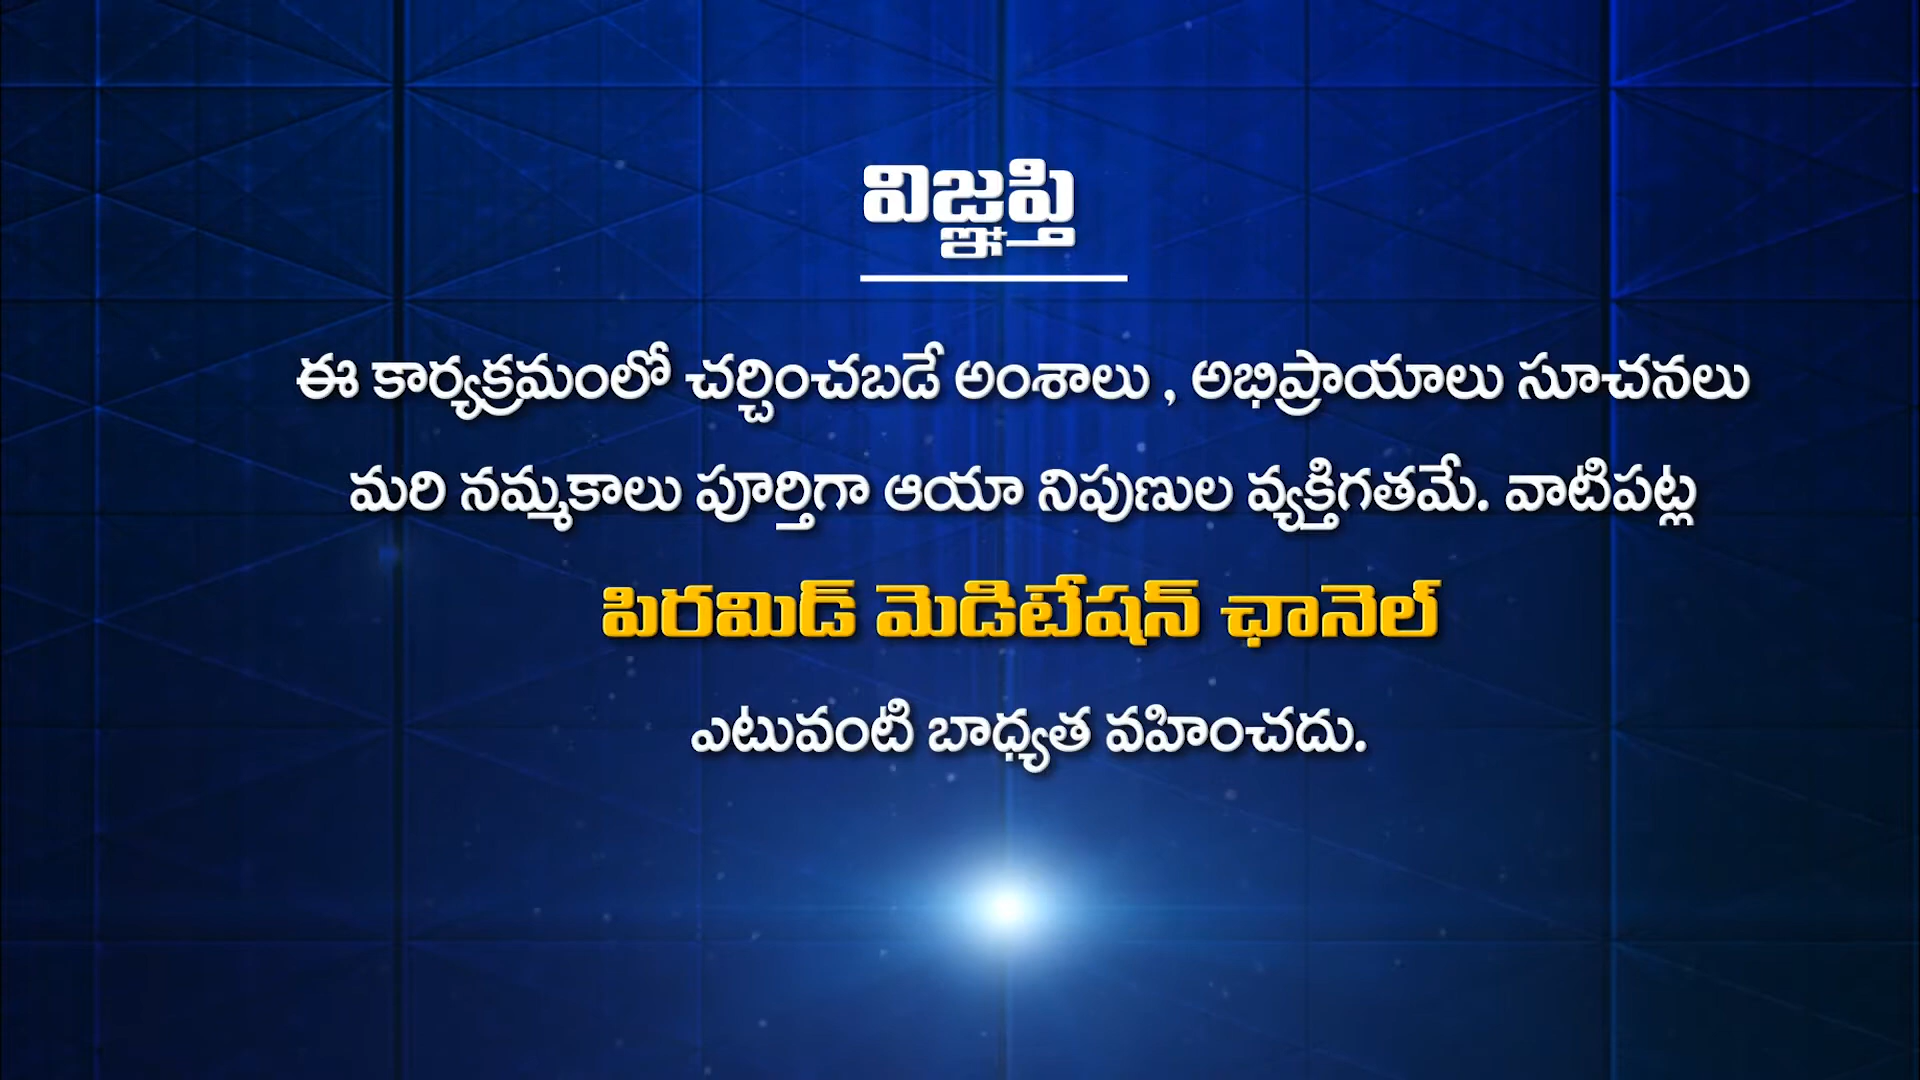 విజ్ఞప్తి
ఈ కార్యక్రమంలో చర్చించబడే అంశాలు , అభిప్రాయాలు సూచనలు
మరి నమ్మకాలు పూర్తిగా ఆయా నిపుణుల వ్యక్తిగతమే. వాటిపట్ల
పిరమిడ్ మెడిటేషన్ ఛానెల్
ఎటువంటి బాధ్యత వహించదు.